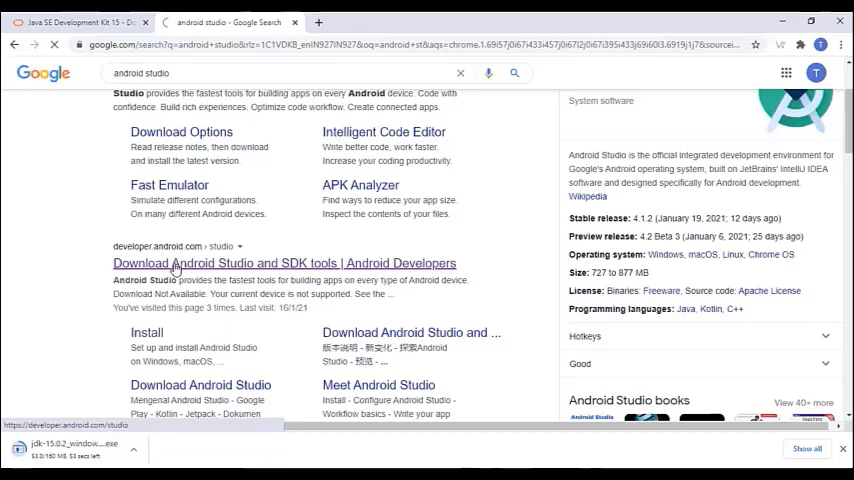 Java SE Development Kit 15 - Do
android studio - Google Search
google.com/search?q=android+studio&rlz=1C1VDKB_enIN927IN927&oq=android+st&aqs=chrome.1.69i57j0i67i433i457j0i67l2j0i67i395i433j69i60l3.6919j1j7&sourcei...
Google
android studio
T
Studio provides the fastest tools for building apps on every Android device. Code with
confidence. Build rich experiences. Optimize code workflow. Create connected apps.
Download Options
Read release notes, then download
and install the latest version.
Intelligent Code Editor
Write better code, work faster.
Increase your coding productivity.
Fast Emulator
Simulate different configurations.
On many different Android devices.
APK Analyzer
Find ways to reduce your app size.
Inspect the contents of your files.
developer.android.com › studio
Download Android Studio and SDK tools | Android Developers
Android Studio provides the fastest tools for building apps on every type of Android device.
Download Not Available. Your current device is not supported. See the ...
You've visited this page 3 times. Last visit: 16/1/21
Install
Set up and install Android Studio
on Windows, macOS, ...
Download Android Studio and ...
版本说明 - 新变化 - 探索Android
Studio - 预览 - ...
Download Android Studio
Mengenal Android Studio - Google
Play - Kotlin - Jetpack - Dokumen
Meet Android Studio
Install - Configure Android Studio -
Workflow basics - Write your app
System software
Android Studio is the official integrated development environment for
Google's Android operating system, built on JetBrains' IntelliJ IDEA
software and designed specifically for Android development.
Wikipedia
Stable release: 4.1.2 (January 19, 2021; 12 days ago)
Preview release: 4.2 Beta 3 (January 6, 2021; 25 days ago)
Operating system: Windows, macOS, Linux, Chrome OS
Size: 727 to 877 MB
License: Binaries: Freeware, Source code: Apache License
Programming languages: Java, Kotlin, C++
Hotkeys
Good
Android Studio books
View 40+ more
https://developer.android.com/studio
jdk-15.0.2_window....exe
53.0/160 MB, 53 secs left
Show all